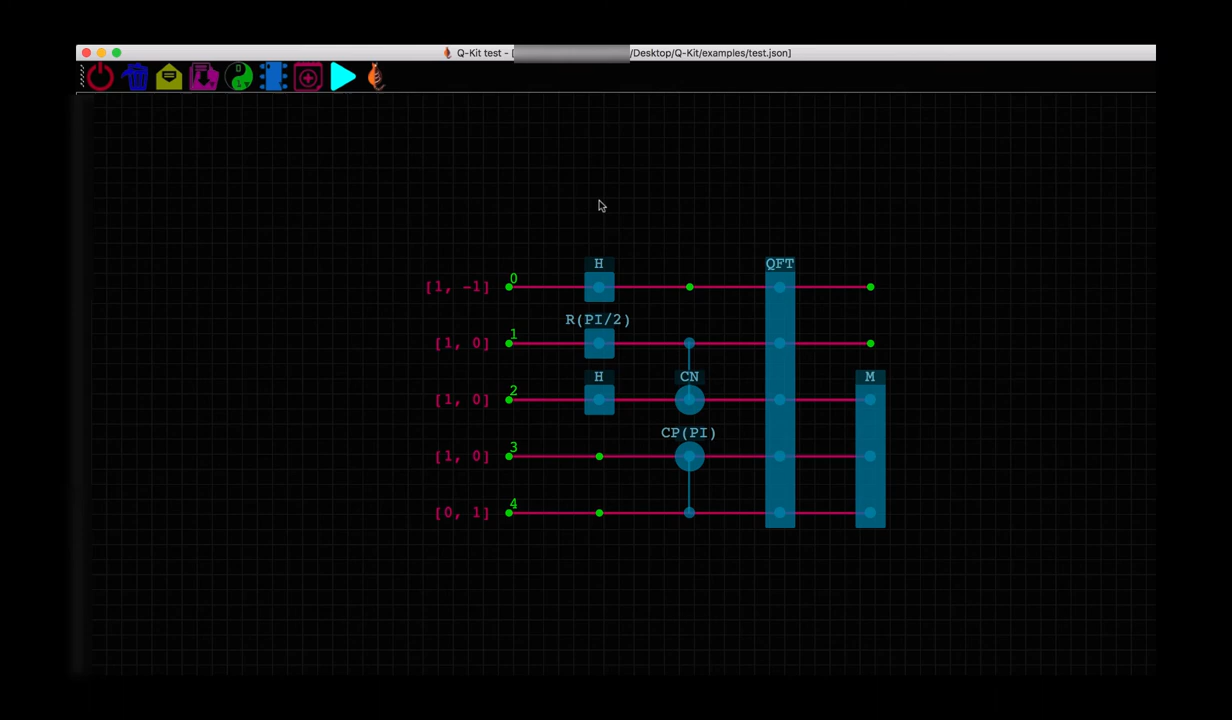 Q-Kit test - [ /Desktop/Q-Kit/examples/test.json]
H QFT
[1, -1] 0
R(PI/2)
[1, 0] 1
H CN M
[1, 0] 2
CP(PI)
[1, 0] 3
[0, 1] 4